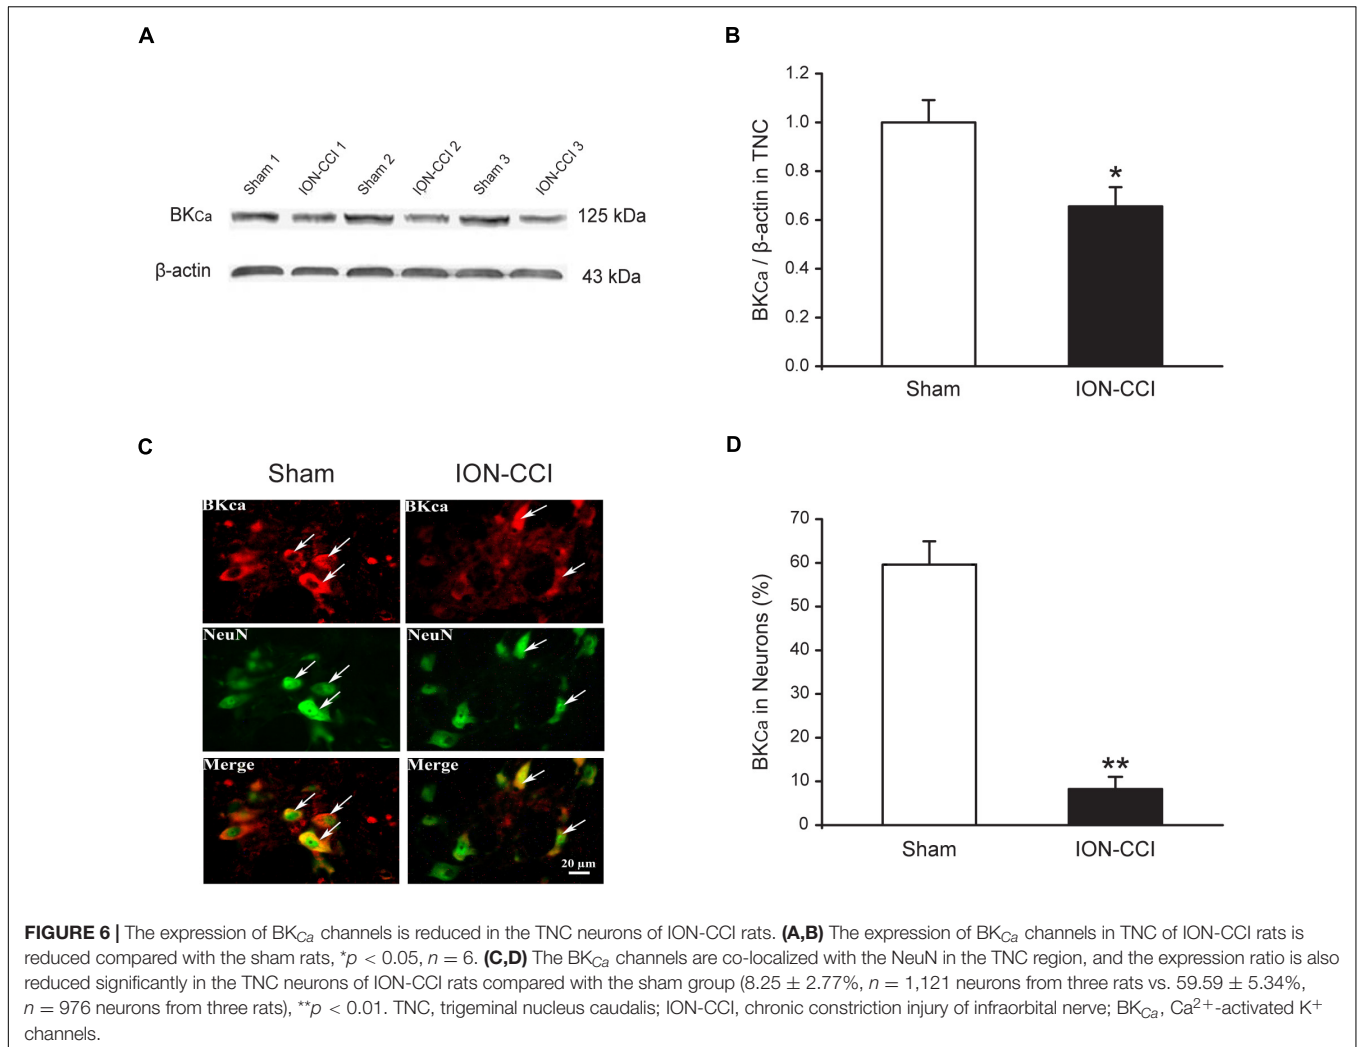 A
Sham 1
ION-CCI 1
Sham 2
ION-CCI 2
Sham 3
ION-CCI 3
BKCa
125 kDa
β-actin
43 kDa
B
BKCa / β-actin in TNC
1.2
1.0
0.8
0.6
0.4
0.2
0.0
*
Sham
ION-CCI
C
Sham
ION-CCI
BKca
BKca
NeuN
NeuN
Merge
Merge
20 μm
D
BKCa in Neurons (%)
70
60
50
40
30
20
10
0
**
Sham
ION-CCI
FIGURE 6 | The expression of BKCa channels is reduced in the TNC neurons of ION-CCI rats. (A,B) The expression of BKCa channels in TNC of ION-CCI rats is
reduced compared with the sham rats, *p < 0.05, n = 6. (C,D) The BKCa channels are co-localized with the NeuN in the TNC region, and the expression ratio is also
reduced significantly in the TNC neurons of ION-CCI rats compared with the sham group (8.25 ± 2.77%, n = 1,121 neurons from three rats vs. 59.59 ± 5.34%,
n = 976 neurons from three rats), **p < 0.01. TNC, trigeminal nucleus caudalis; ION-CCI, chronic constriction injury of infraorbital nerve; BKCa, Ca2+-activated K+
channels.